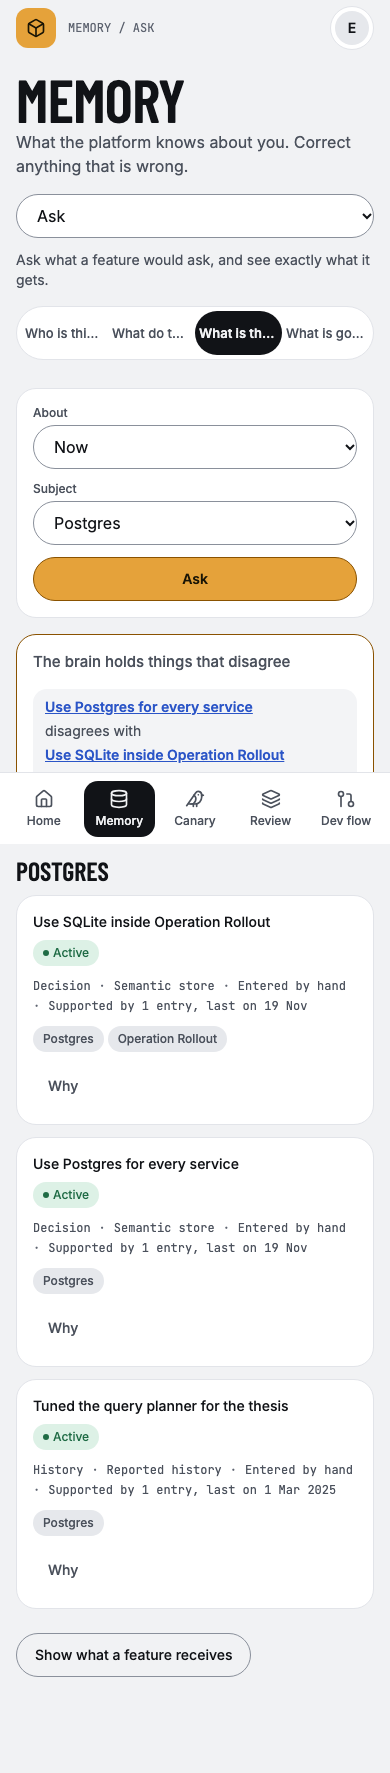 MEMORY / ASK
E
MEMORY
What the platform knows about you. Correct
anything that is wrong.
Ask
Ask what a feature would ask, and see exactly what it
gets.
Who is thi...
What do t...
What is th...
What is go...
About
Now
Subject
Postgres
Ask
The brain holds things that disagree
Use Postgres for every service
disagrees with
Use SQLite inside Operation Rollout
Home
Memory
Canary
Review
Dev flow
POSTGRES
Use SQLite inside Operation Rollout
Active
Decision · Semantic store · Entered by hand
· Supported by 1 entry, last on 19 Nov
Postgres
Operation Rollout
Why
Use Postgres for every service
Active
Decision · Semantic store · Entered by hand
· Supported by 1 entry, last on 19 Nov
Postgres
Why
Tuned the query planner for the thesis
Active
History · Reported history · Entered by hand
· Supported by 1 entry, last on 1 Mar 2025
Postgres
Why
Show what a feature receives